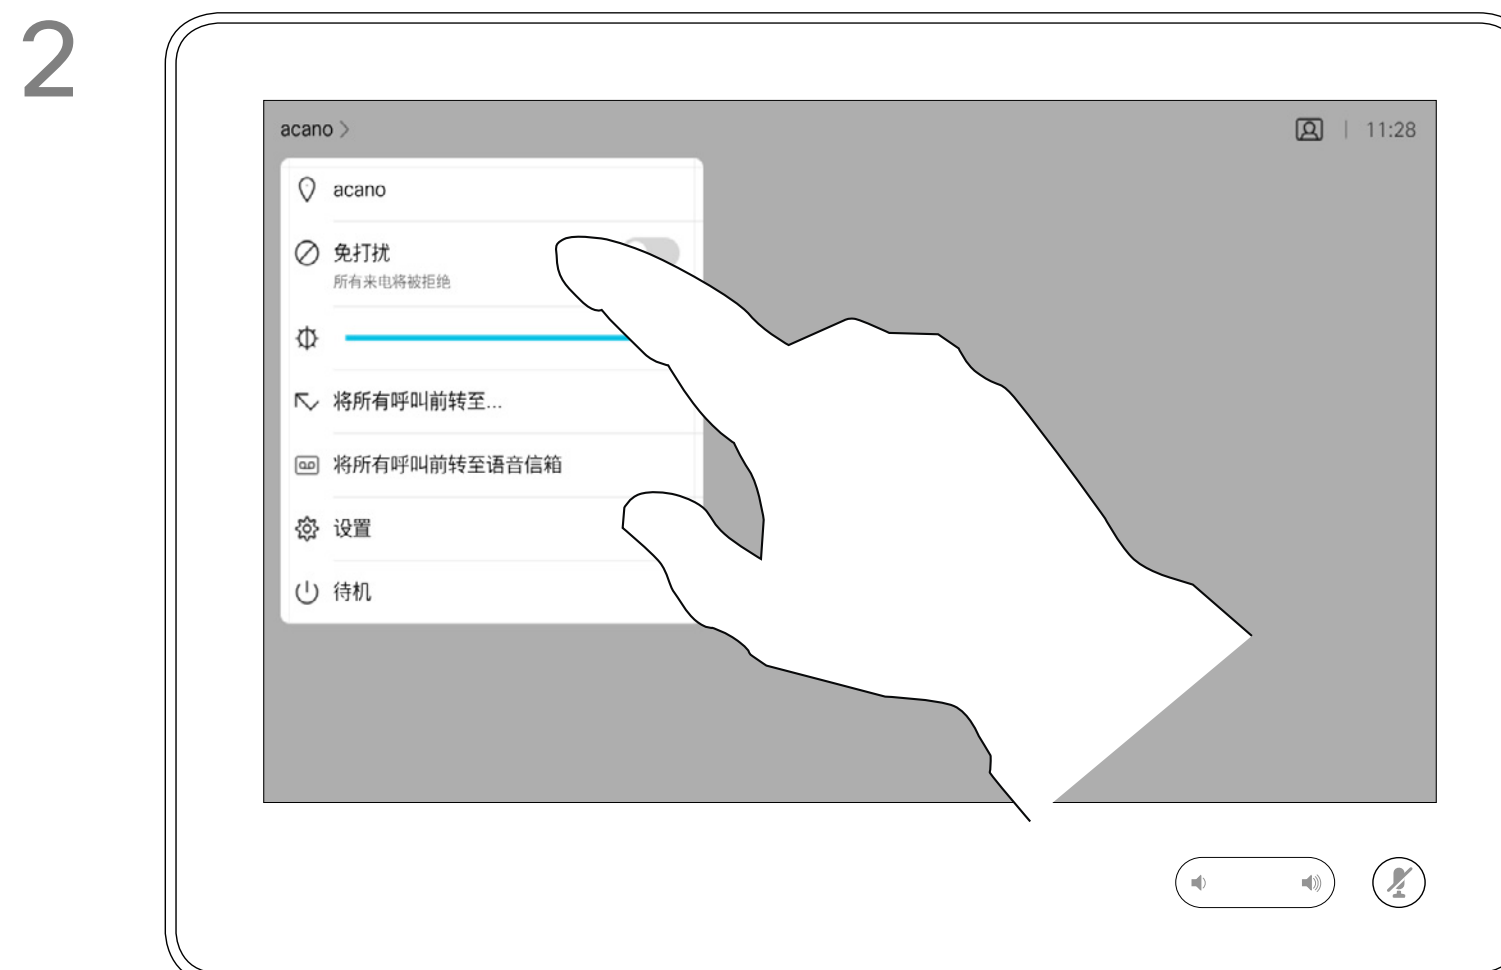 2
acano >
11:28
acano
免打扰
所有来电将被拒绝
将所有呼叫前转至...
将所有呼叫前转至语音信箱
设置
待机